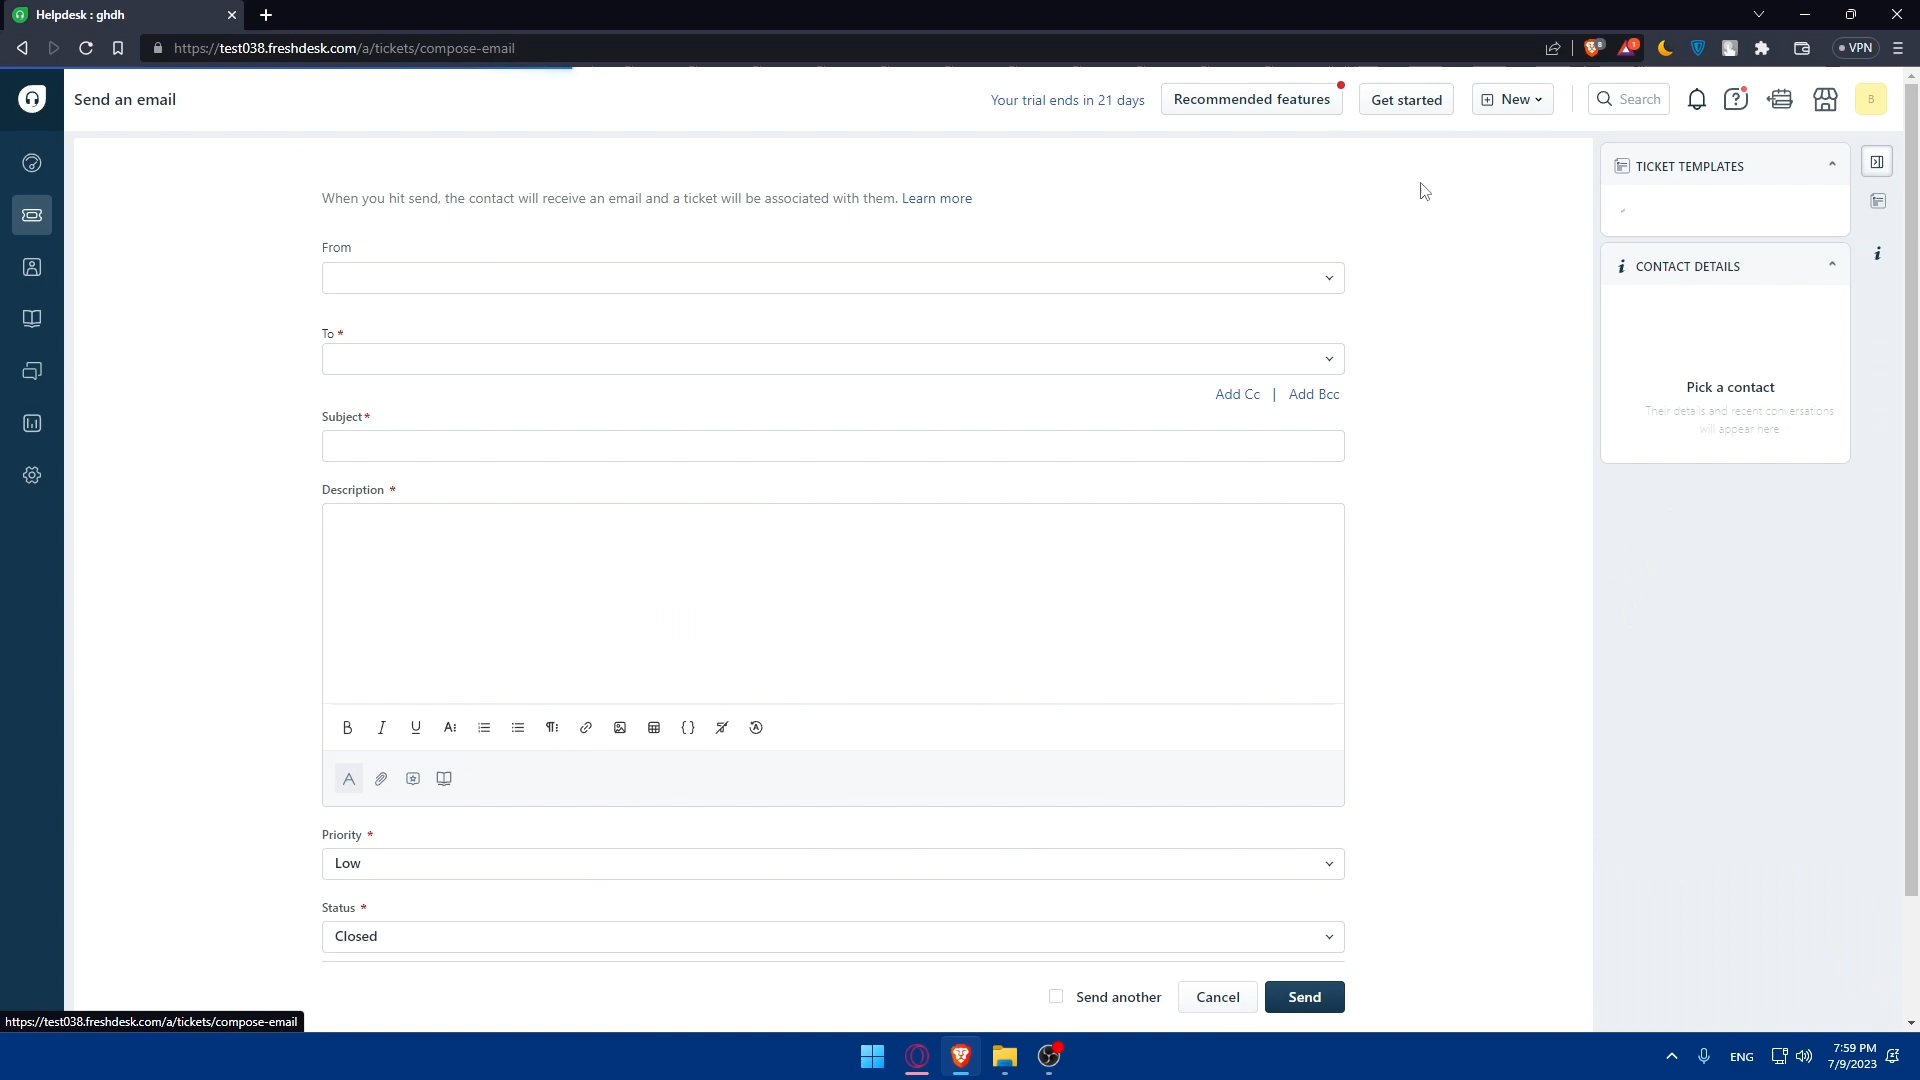 Helpdesk : ghdh
https://test038.freshdesk.com/a/tickets/compose-email
VPN
Send an email
Your trial ends in 21 days
Recommended features
Get started
New
Search
B
When you hit send, the contact will receive an email and a ticket will be associated with them. Learn more
From
To *
Add Cc | Add Bcc
Subject *
Description *
Priority *
Low
Status *
Closed
Send another
Cancel
Send
TICKET TEMPLATES
CONTACT DETAILS
Pick a contact
Their details and recent conversations
will appear here
https://test038.freshdesk.com/a/tickets/compose-email
ENG
7:59 PM
7/9/2023